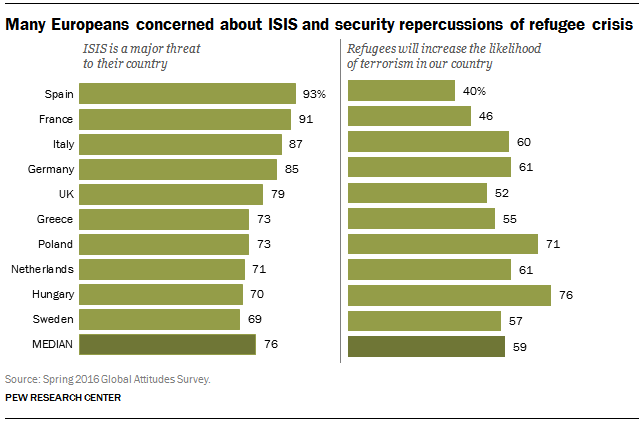 Many Europeans concerned about ISIS and security repercussions of refugee crisis
ISIS is a major threat
to their country
Refugees will increase the likelihood
of terrorism in our country
Spain 93% 40%
France 91 46
Italy 87 60
Germany 85 61
UK 79 52
Greece 73 55
Poland 73 71
Netherlands 71 61
Hungary 70 76
Sweden 69 57
MEDIAN 76 59
Source: Spring 2016 Global Attitudes Survey.
PEW RESEARCH CENTER